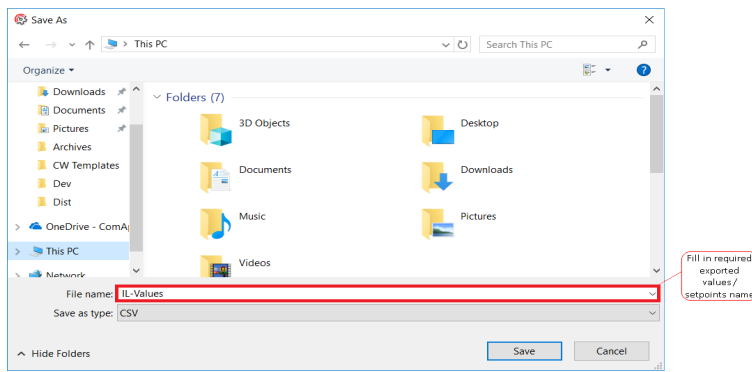 Save As
This PC
Search This PC
Organize
Downloads
Documents
Pictures
Archives
CW Templates
Dev
Dist
OneDrive - ComA
This PC
Network
Folders (7)
3D Objects
Desktop
Documents
Downloads
Music
Pictures
Videos
File name: IL-Values
Save as type: CSV
Hide Folders
Save
Cancel
Fill in required
exported
values/
setpoints name